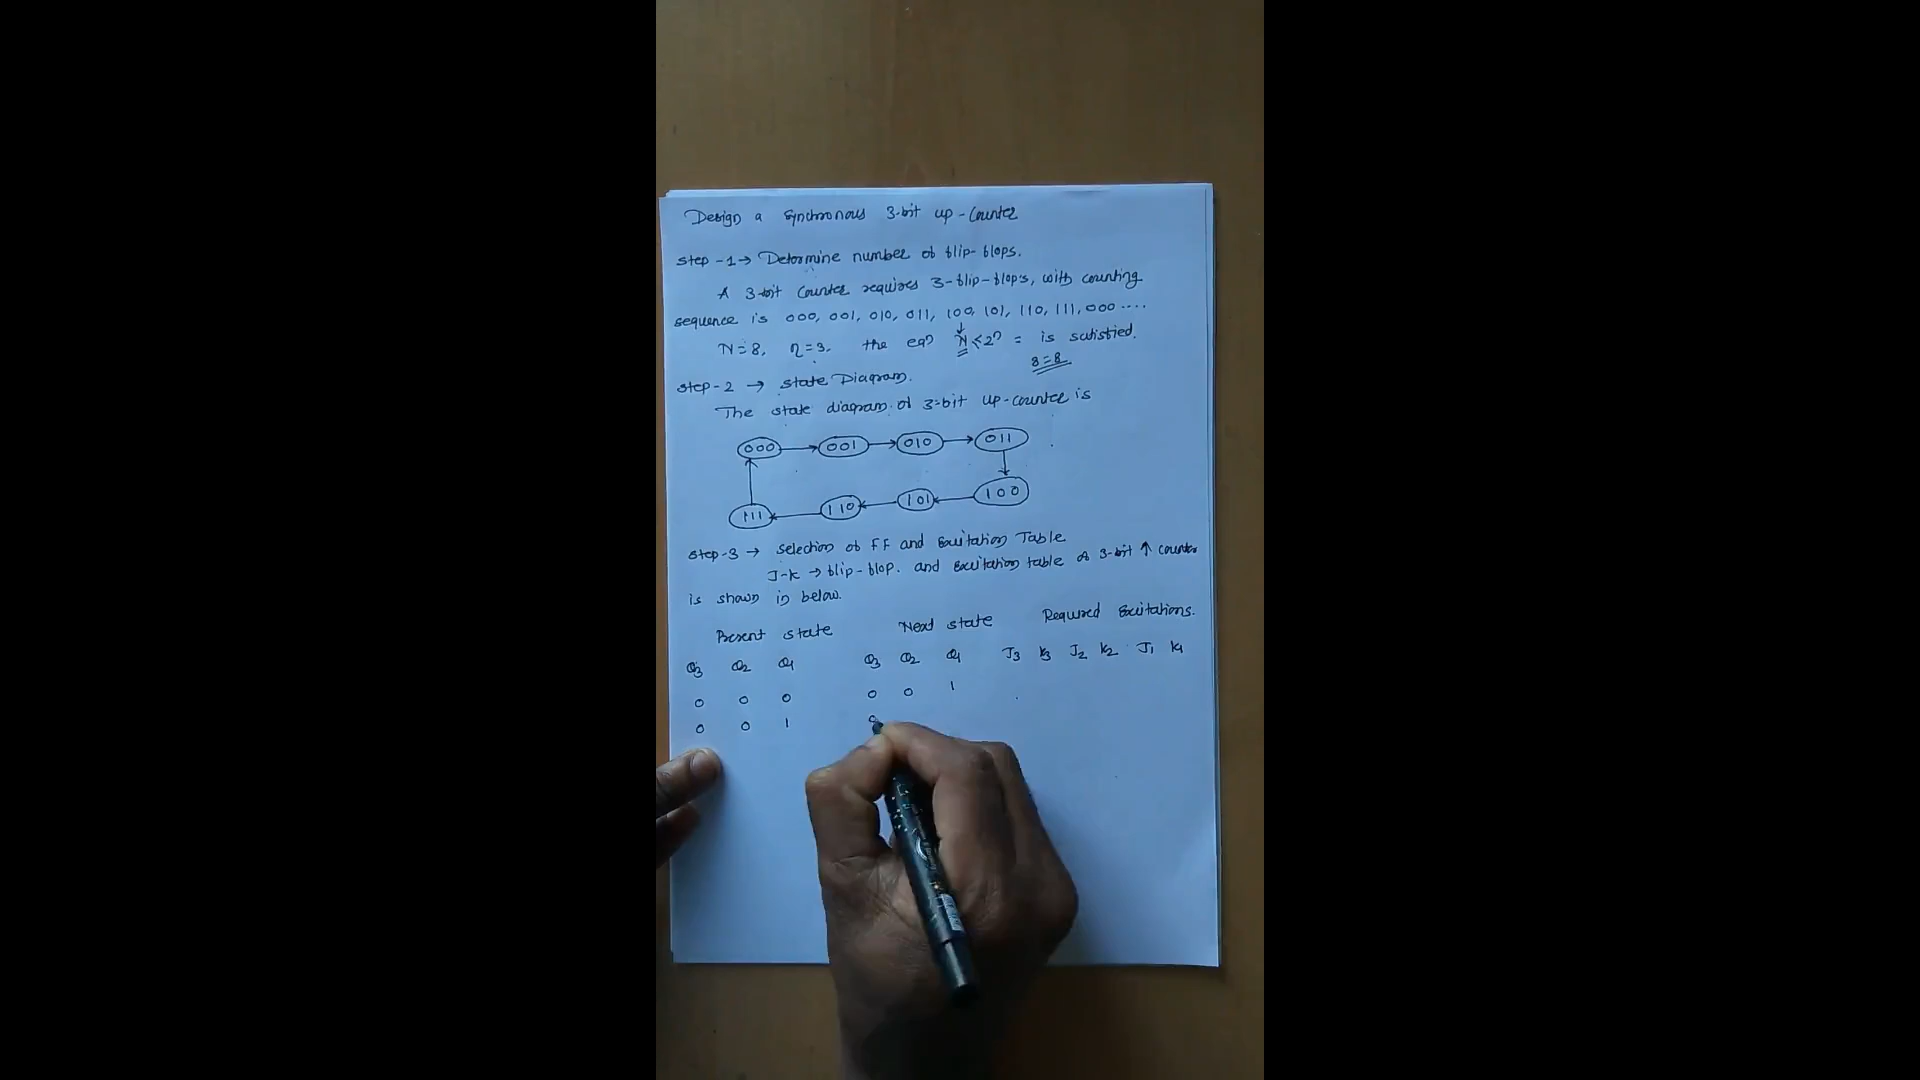 Design a Synchronous 3-bit up-Counter
Step-1→ Determine number of flip-flops.
A 3-bit Counter requires 3-flip-flops, with counting
sequence is 000, 001, 010, 011, 100, 101, 110, 111, 000 ....
N=8, n=3, the eqn N≤2ⁿ = is satisfied.
8=8
Step-2 → State Diagram.
The state diagram of 3-bit up-counter is
000 → 001 → 010 → 011
111 ← 110 ← 101 ← 100
Step-3 → Selection of FF and Excitation Table
J-K → flip-flop. and Excitation table of 3-bit ↑ counter
is shown in below.
Present state Next state Required Excitations.
Q3 Q2 Q1 Q3 Q2 Q1 J3 K3 J2 K2 J1 K1
0 0 0 0 0 1
0 0 1 0